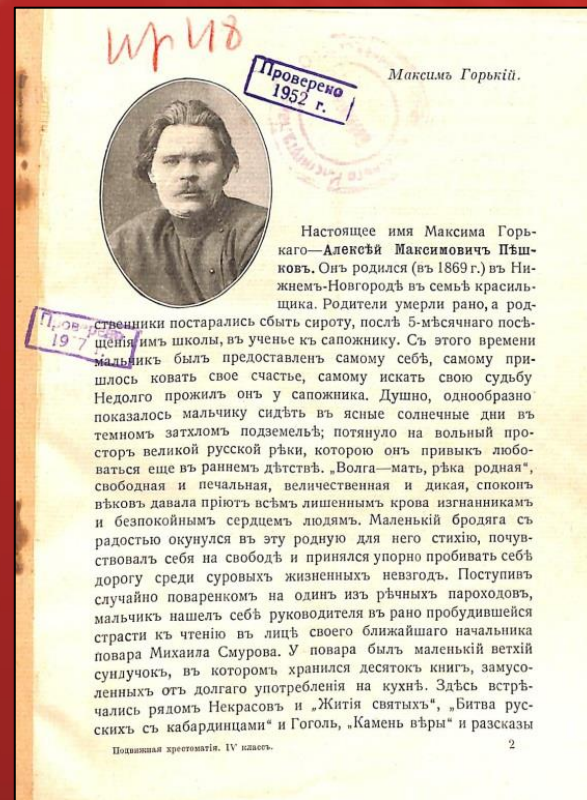 Ир 118
Проверено
1952 г.
Максимъ Горькій.
Настоящее имя Максима Горь-
каго—Алексѣй Максимовичъ Пѣш-
ковъ. Онъ родился (въ 1869 г.) въ Ни-
жнемъ-Новгородѣ въ семьѣ красиль-
щика. Родители умерли рано, а род-
ственники постарались сбыть сироту, послѣ 5-мѣсячнаго посѣ-
щенія имъ школы, въ ученье къ сапожнику. Съ этого времени
мальчикъ былъ предоставленъ самому себѣ, самому при-
шлось ковать свое счастье, самому искать свою судьбу
Недолго прожилъ онъ у сапожника. Душно, однообразно
показалось мальчику сидѣть въ ясные солнечные дни въ
темномъ затхломъ подземельѣ; потянуло на вольный про-
сторъ великой русской рѣки, которою онъ привыкъ любо-
ваться еще въ раннемъ дѣтствѣ. „Волга—мать, рѣка родная“,
свободная и печальная, величественная и дикая, споконъ
вѣковъ давала пріютъ всѣмъ лишеннымъ крова изгнанникамъ
и безпокойнымъ сердцемъ людямъ. Маленькій бродяга съ
радостью окунулся въ эту родную для него стихію, почув-
ствовалъ себя на свободѣ и принялся упорно пробивать себѣ
дорогу среди суровыхъ жизненныхъ невзгодъ. Поступивъ
случайно поваренкомъ на одинъ изъ рѣчныхъ пароходовъ,
мальчикъ нашелъ себѣ руководителя въ рано пробудившейся
страсти къ чтенію въ лицѣ своего ближайшаго начальника
повара Михаила Смурова. У повара былъ маленькій ветхій
сундучокъ, въ которомъ хранился десятокъ книгъ, замусо-
ленныхъ отъ долгаго употребленія на кухнѣ. Здѣсь встрѣ-
чались рядомъ Некрасовъ и „Житія святыхъ“, „Битва рус-
скихъ съ кабардинцами“ и Гоголь, „Камень вѣры“ и разсказы
Подвижная хрестоматія. IV классъ.
2